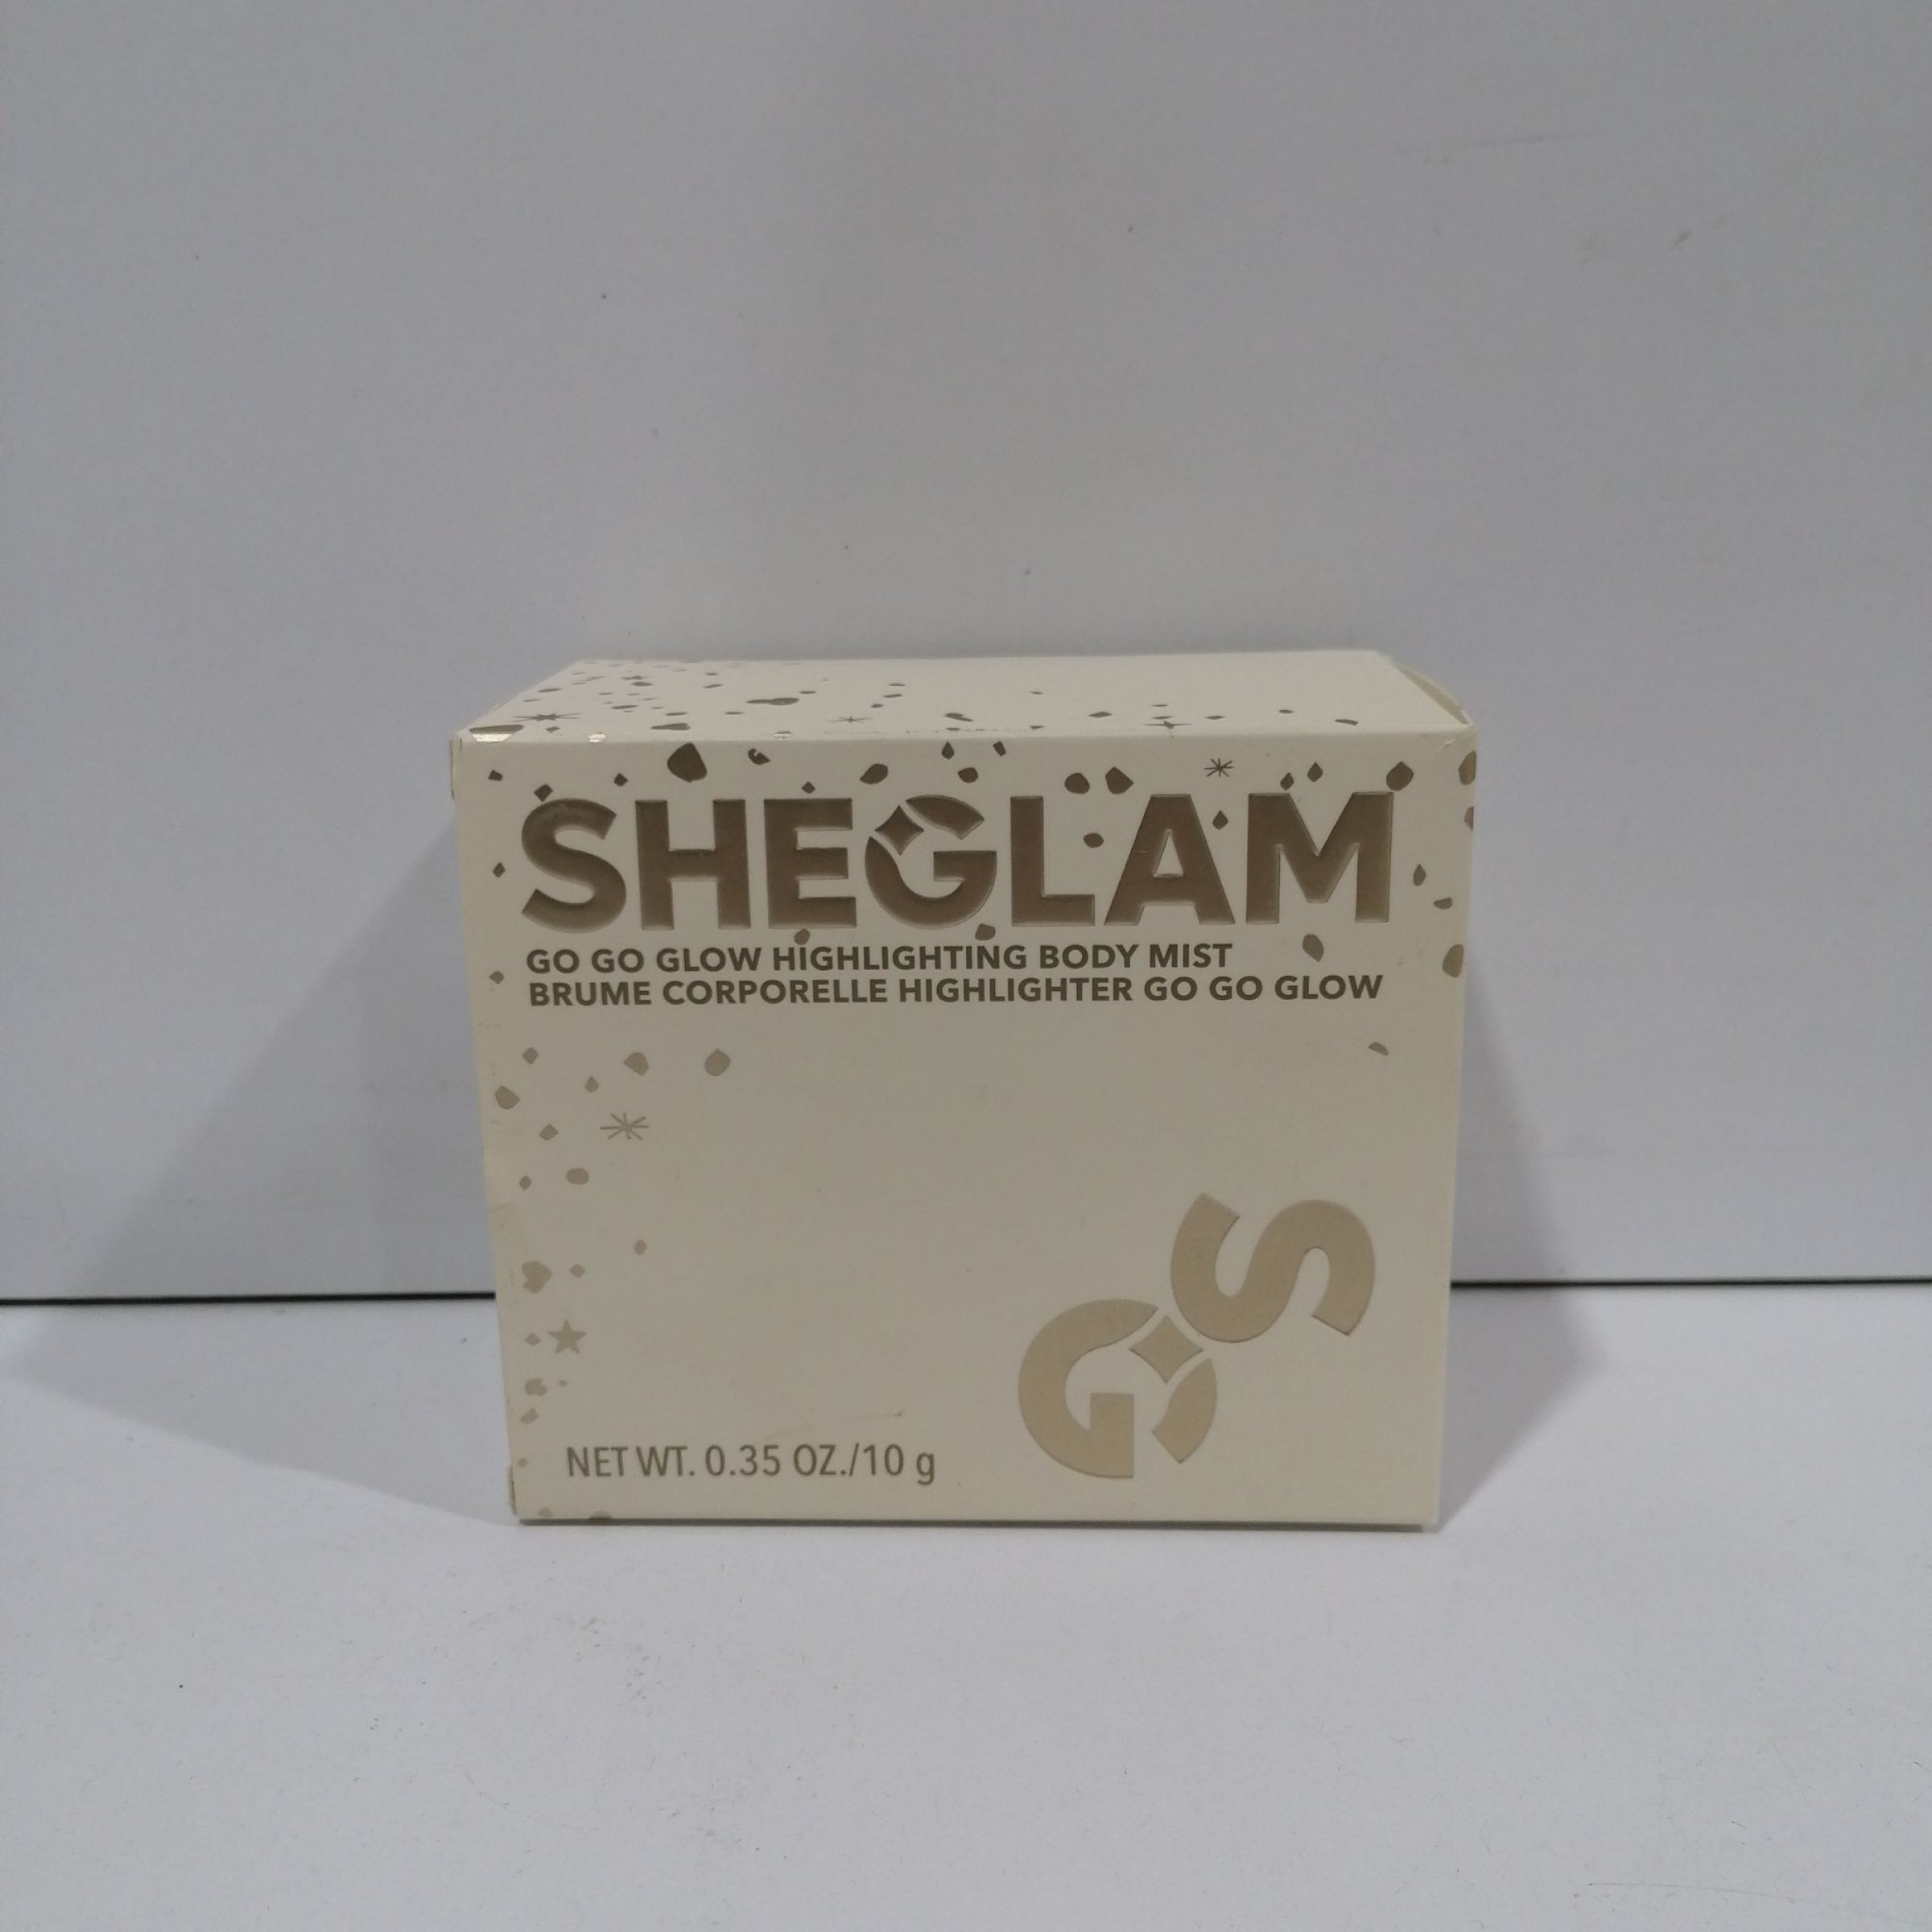 SHEGLAM
GO GO GLOW HIGHLIGHTING BODY MIST
BRUME CORPORELLE HIGHLIGHTER GO GO GLOW
SG
NET WT. 0.35 OZ./10 g